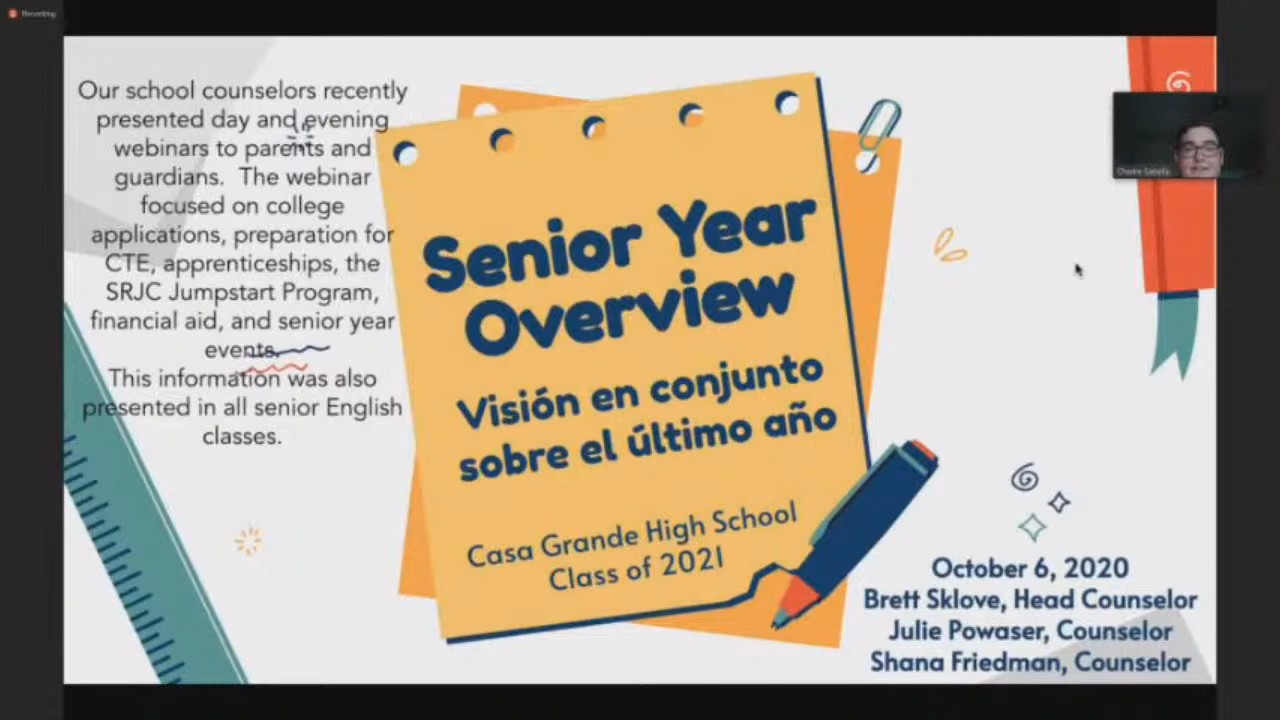 Recording
Our school counselors recently
presented day and evening
webinars to parents and
guardians. The webinar
focused on college
applications, preparation for
CTE, apprenticeships, the
SRJC Jumpstart Program,
financial aid, and senior year
events.
This information was also
presented in all senior English
classes.
Senior Year
Overview
Visión en conjunto
sobre el último año
Casa Grande High School
Class of 2021
October 6, 2020
Brett Sklove, Head Counselor
Julie Powaser, Counselor
Shana Friedman, Counselor